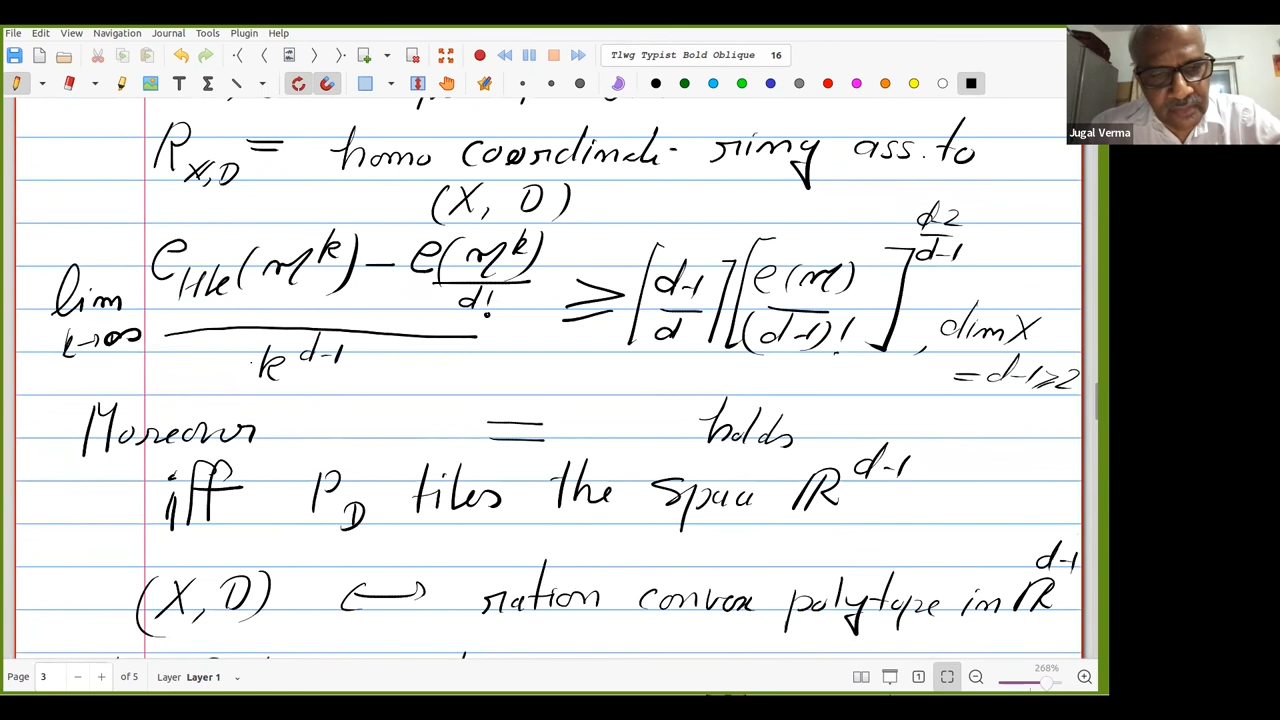 File Edit View Navigation Journal Tools Plugin Help
Tlwg Typist Bold Oblique 16
Jugal Verma
R_{X,D} = homo coordinate ring ass. to
(X, D)
lim_{k→∞} (e_{HK}(m^k) − e(m^k)/d!) / k^{d-1} ≥ [(d-1)/d] [e(m)/(d-1)!]^{(d-2)/(d-1)}, dim X
= d-1 ≥ 2
Moreover = holds
iff P_D tiles the space ℝ^{d-1}
(X, D) ↔ ration convex polytype in ℝ^{d-1}
Page 3 of 5 Layer Layer 1 268%